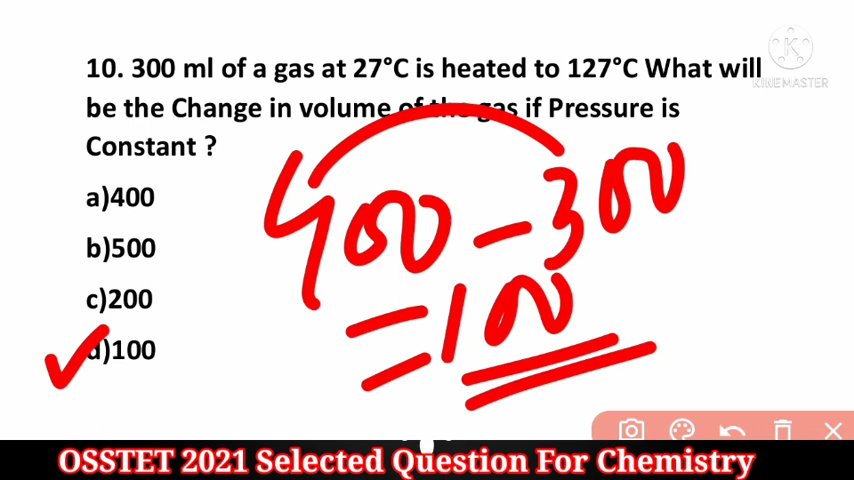 K
KINEMASTER
10. 300 ml of a gas at 27°C is heated to 127°C What will
be the Change in volume of the gas if Pressure is
Constant ?
a)400
400 - 300
b)500
c)200
= 100
d)100
OSSTET 2021 Selected Question For Chemistry